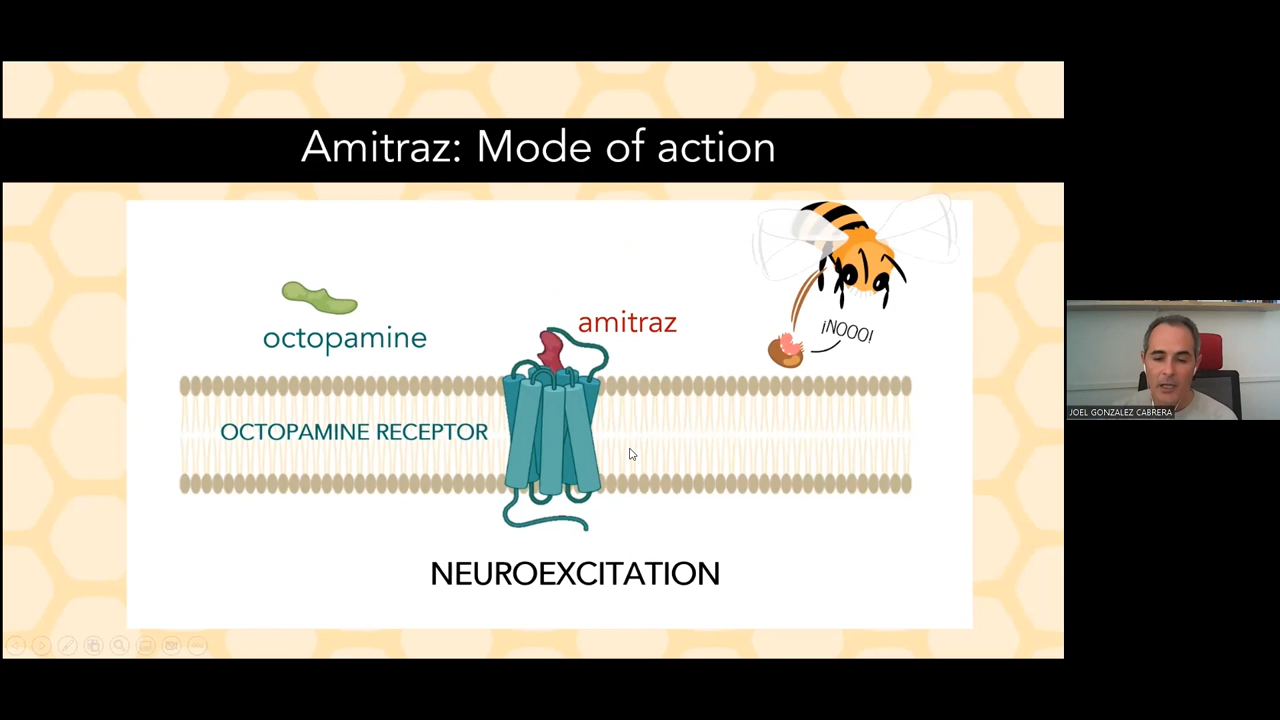 Amitraz: Mode of action
octopamine
amitraz
¡NOOO!
OCTOPAMINE RECEPTOR
NEUROEXCITATION
JOEL GONZALEZ CABRERA